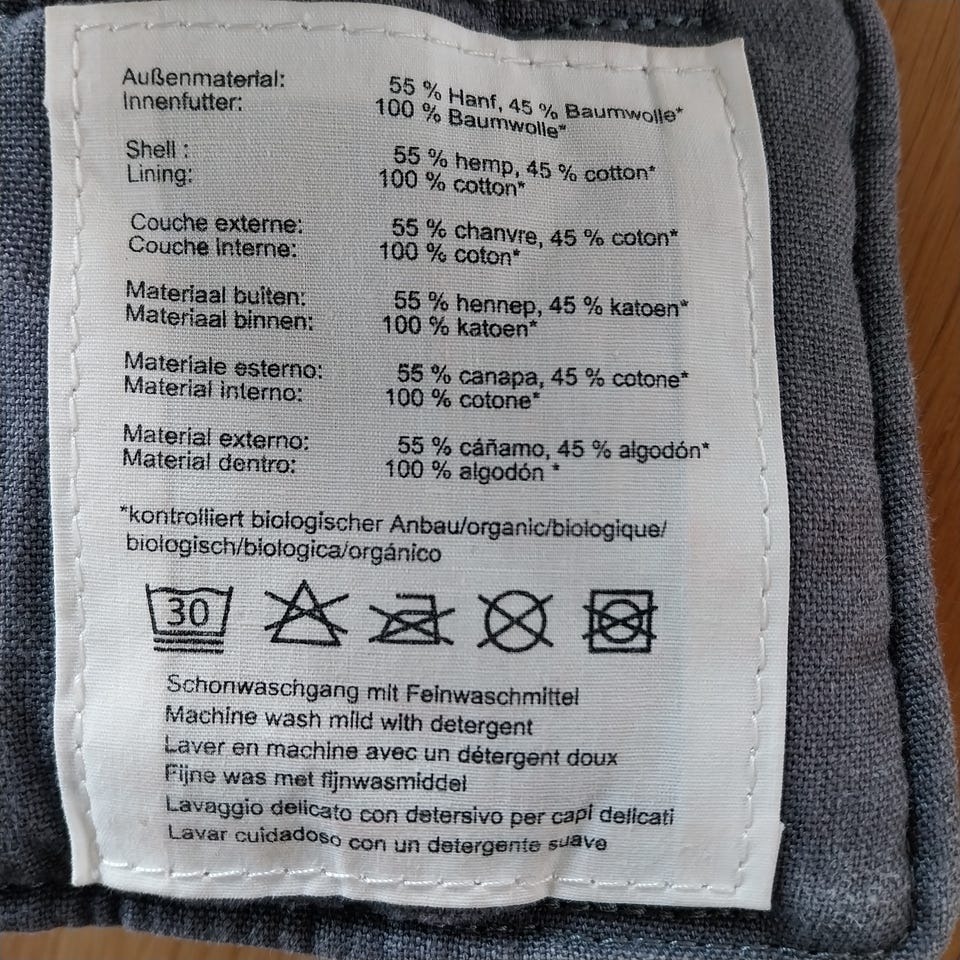 Außenmaterial: 55 % Hanf, 45 % Baumwolle*
Innenfutter: 100 % Baumwolle*
Shell : 55 % hemp, 45 % cotton*
Lining: 100 % cotton*
Couche externe: 55 % chanvre, 45 % coton*
Couche interne: 100 % coton*
Materiaal buiten: 55 % hennep, 45 % katoen*
Materiaal binnen: 100 % katoen*
Materiale esterno: 55 % canapa, 45 % cotone*
Material interno: 100 % cotone*
Material externo: 55 % cáñamo, 45 % algodón*
Material dentro: 100 % algodón *
*kontrolliert biologischer Anbau/organic/biologique/
biologisch/biologica/orgánico
30
Schonwaschgang mit Feinwaschmittel
Machine wash mild with detergent
Laver en machine avec un détergent doux
Fijne was met fijnwasmiddel
Lavaggio delicato con detersivo per capi delicati
Lavar cuidadoso con un detergente suave